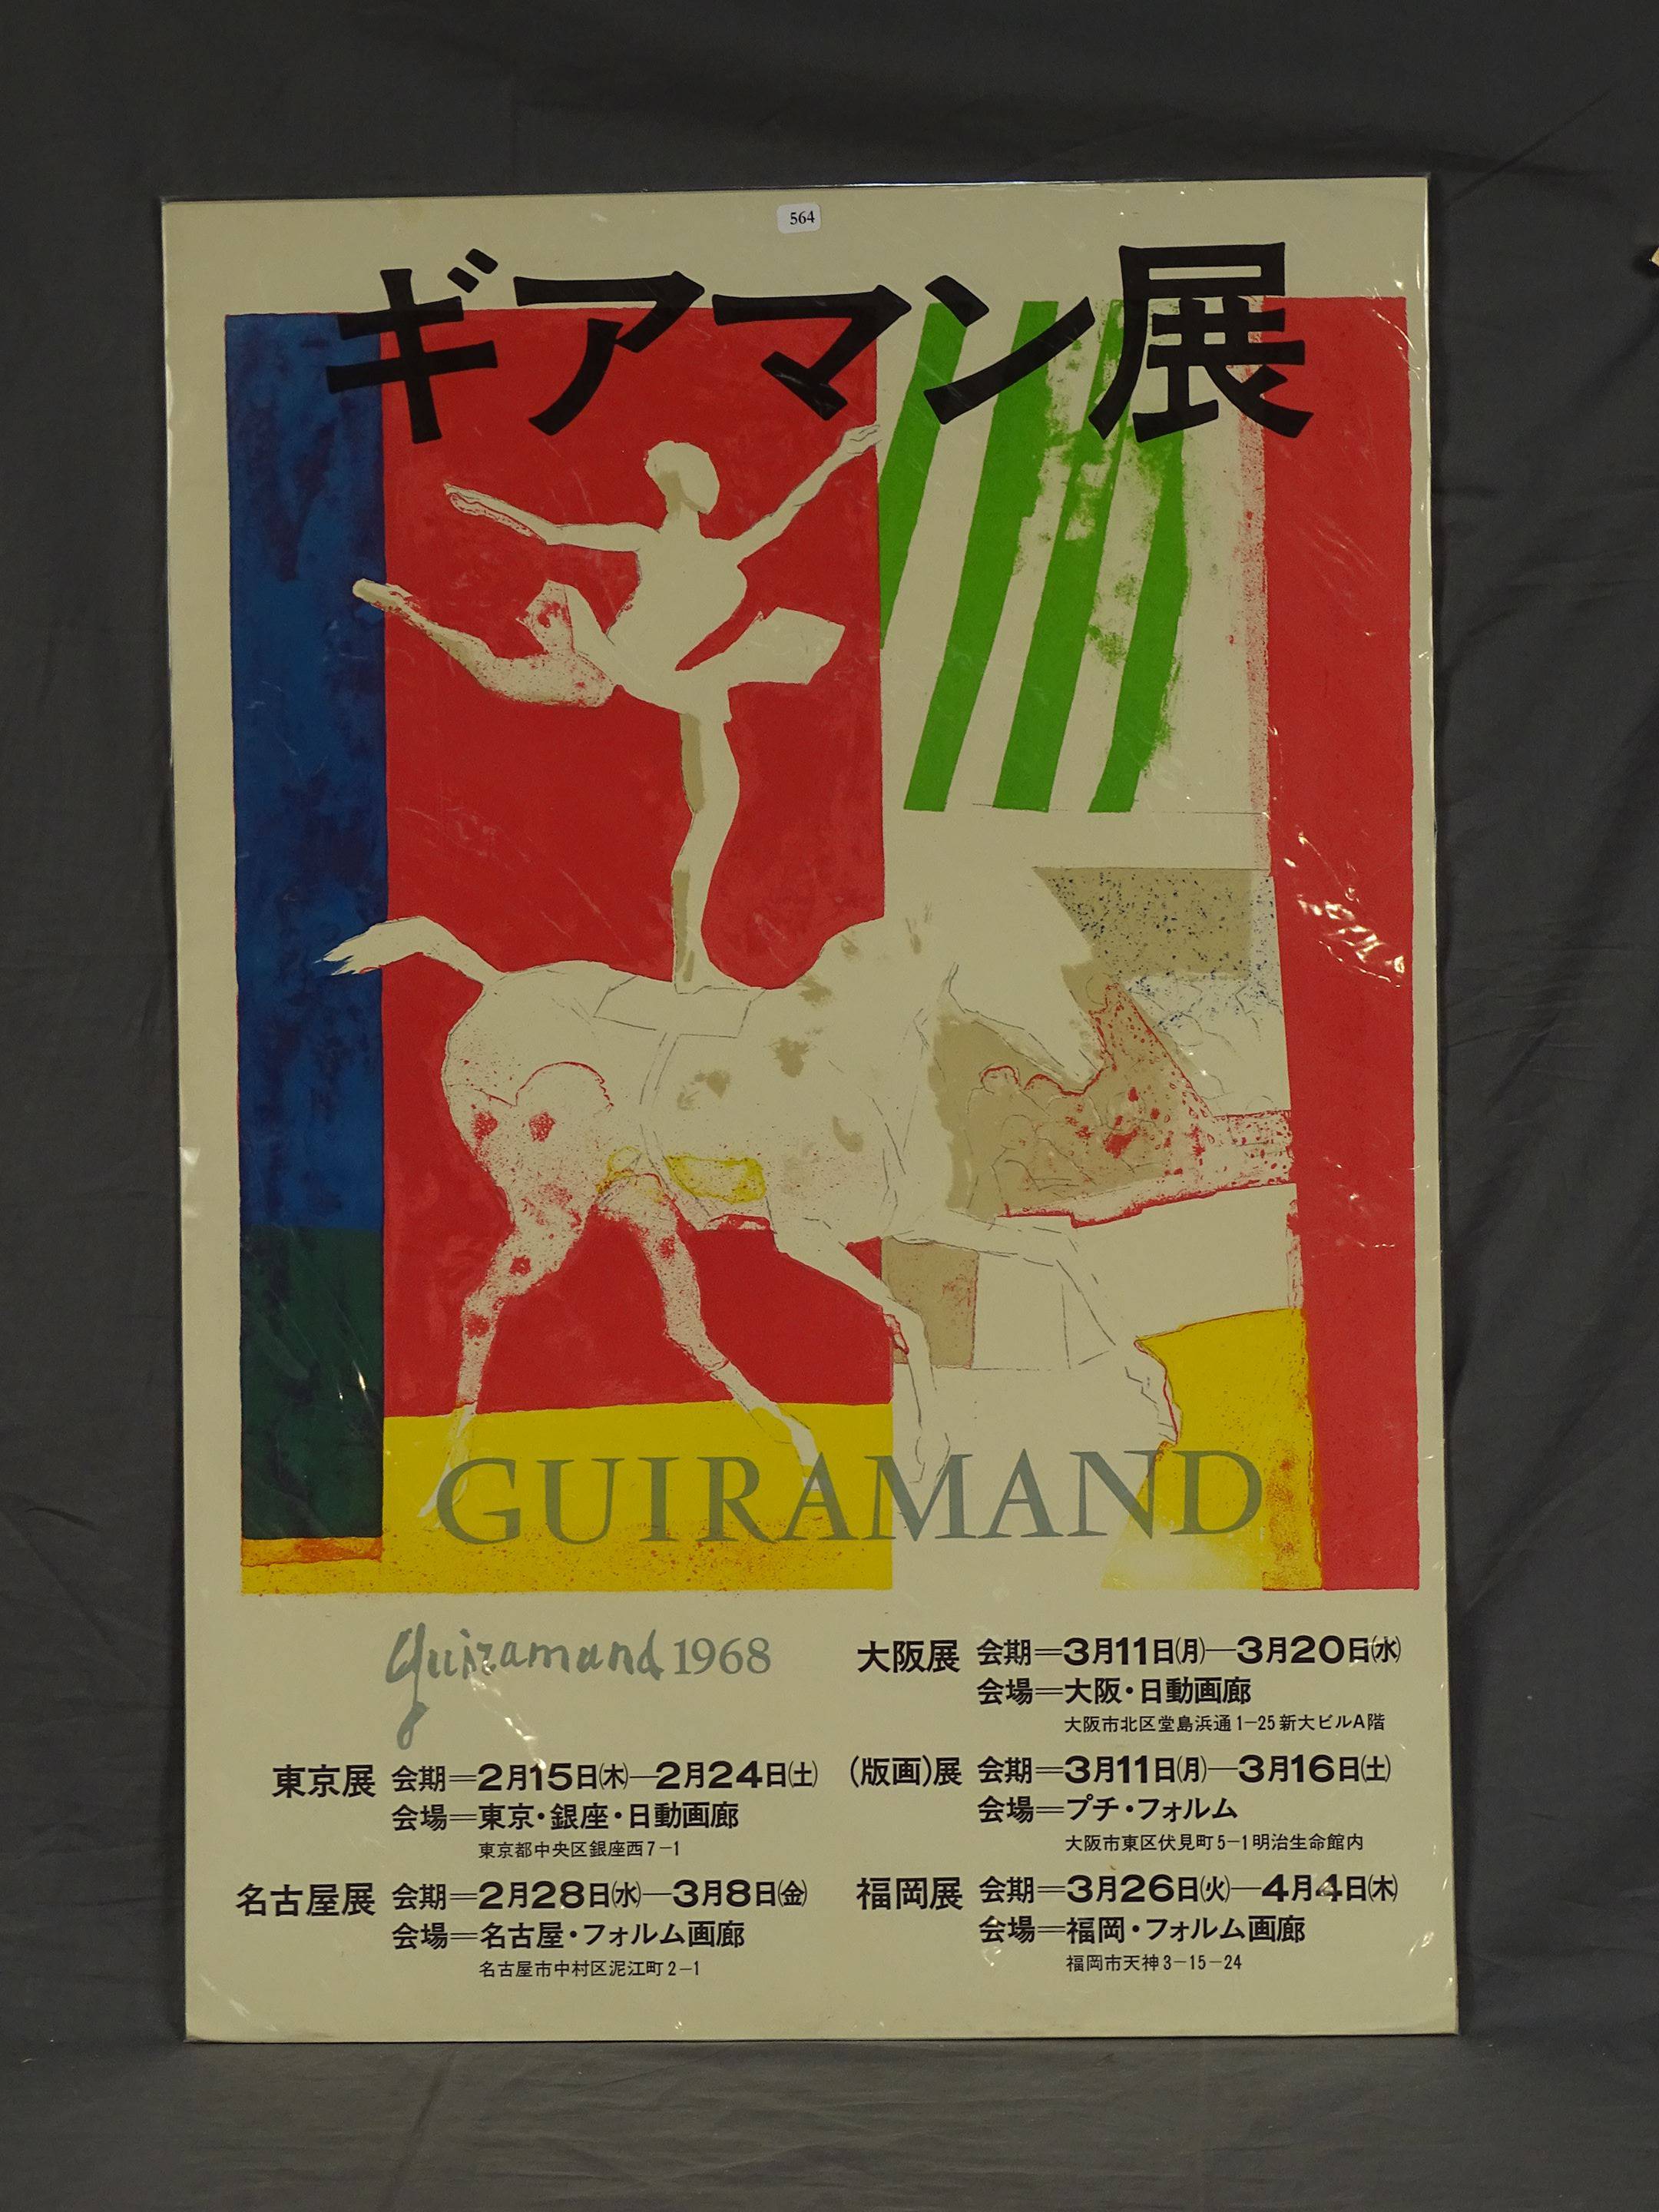 564
ギアマン展
GUIRAMAND
Guiramand 1968
東京展 会期=2月15日(木)—2月24日(土)
会場=東京・銀座・日動画廊
東京都中央区銀座西7-1
名古屋展 会期=2月28日(水)—3月8日(金)
会場=名古屋・フォルム画廊
名古屋市中村区泥江町2-1
大阪展 会期=3月11日(月)—3月20日(水)
会場=大阪・日動画廊
大阪市北区堂島浜通1-25新大ビルA階
(版画)展 会期=3月11日(月)—3月16日(土)
会場=プチ・フォルム
大阪市東区伏見町5-1明治生命館内
福岡展 会期=3月26日(火)—4月4日(木)
会場=福岡・フォルム画廊
福岡市天神3-15-24